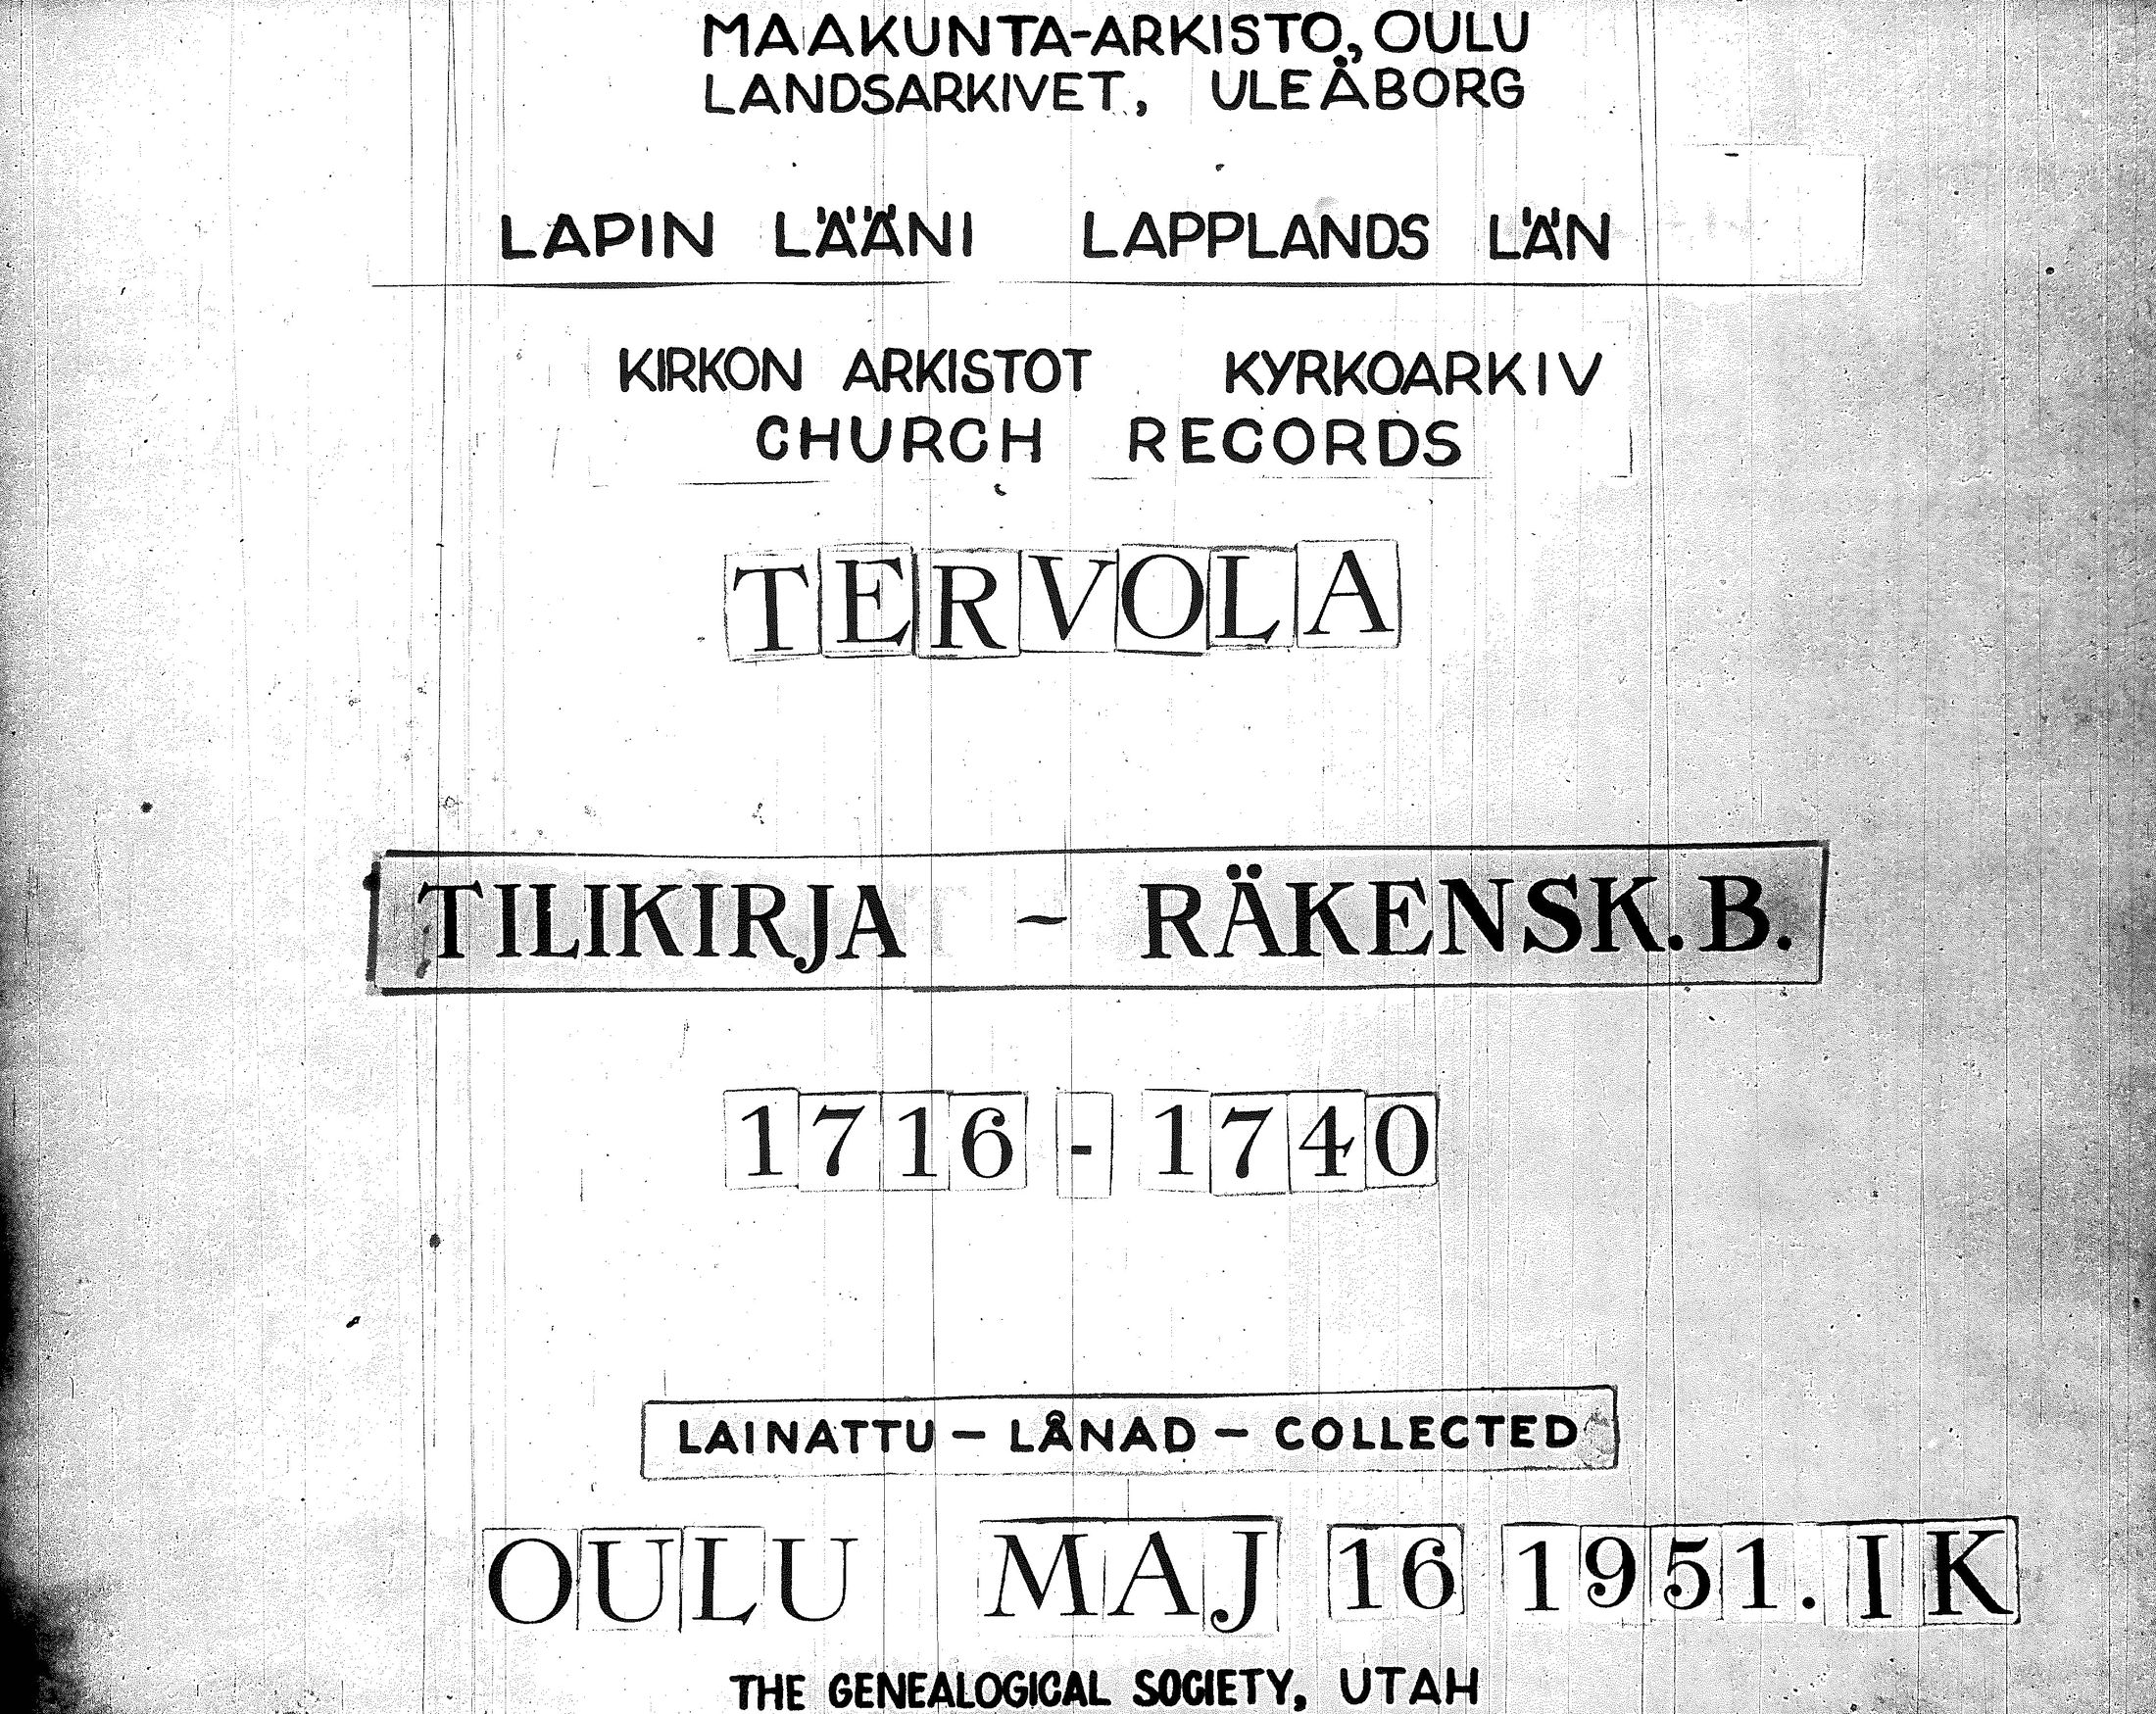 MAAKUNTA-ARKISTO, OULU
LANDSARKIVET, ULEÅBORG
LAPIN LÄÄNI LAPPLANDS LÄN
KIRKON ARKISTOT KYRKOARKIV
CHURCH RECORDS
TERVOLA
TILIKIRJA - RÄKENSK.B.
1716-1740
LAINATTU - LÅNAD - COLLECTED
OULU MAJ 16 1951. IK
THE GENEALOGICAL SOCIETY, UTAH